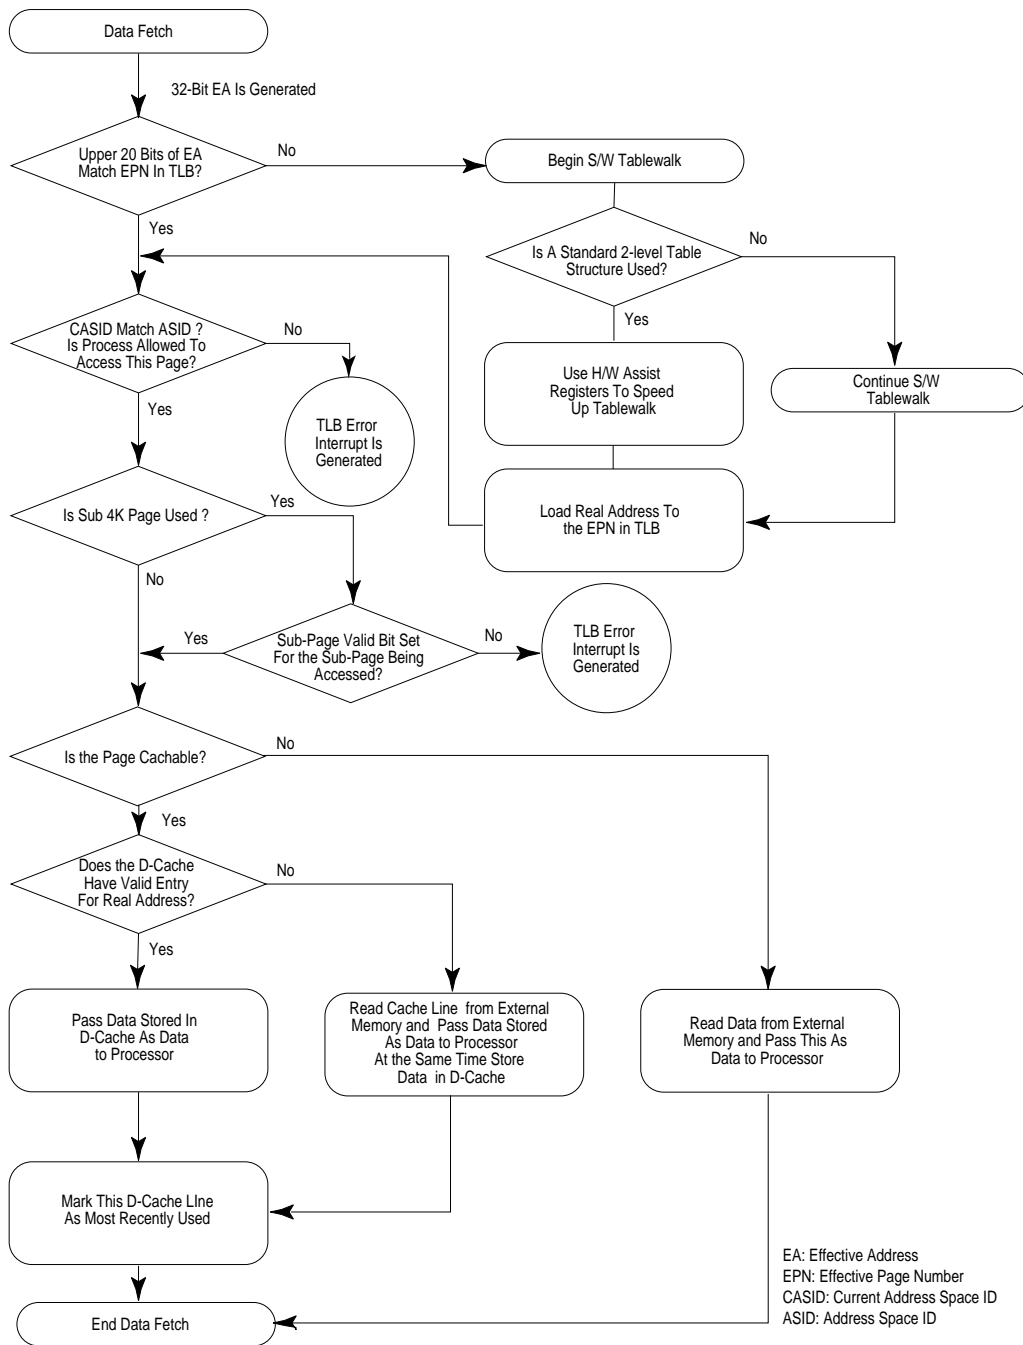 Data Fetch
32-Bit EA Is Generated
Upper 20 Bits of EA
Match EPN In TLB?
No
Begin S/W Tablewalk
Yes
Is A Standard 2-level Table
Structure Used?
No
Yes
CASID Match ASID ?
Is Process Allowed To
Access This Page?
No
Yes
TLB Error
Interrupt Is
Generated
Use H/W Assist
Registers To Speed
Up Tablewalk
Continue S/W
Tablewalk
Load Real Address To
the EPN in TLB
Is Sub 4K Page Used ?
Yes
No
Sub-Page Valid Bit Set
For the Sub-Page Being
Accessed?
Yes
No
TLB Error
Interrupt Is
Generated
Is the Page Cachable?
No
Yes
Does the D-Cache
Have Valid Entry
For Real Address?
No
Yes
Pass Data Stored In
D-Cache As Data
to Processor
Read Cache Line from External
Memory and Pass Data Stored
As Data to Processor
At the Same Time Store
Data in D-Cache
Read Data from External
Memory and Pass This As
Data to Processor
Mark This D-Cache LIne
As Most Recently Used
End Data Fetch
EA: Effective Address
EPN: Effective Page Number
CASID: Current Address Space ID
ASID: Address Space ID